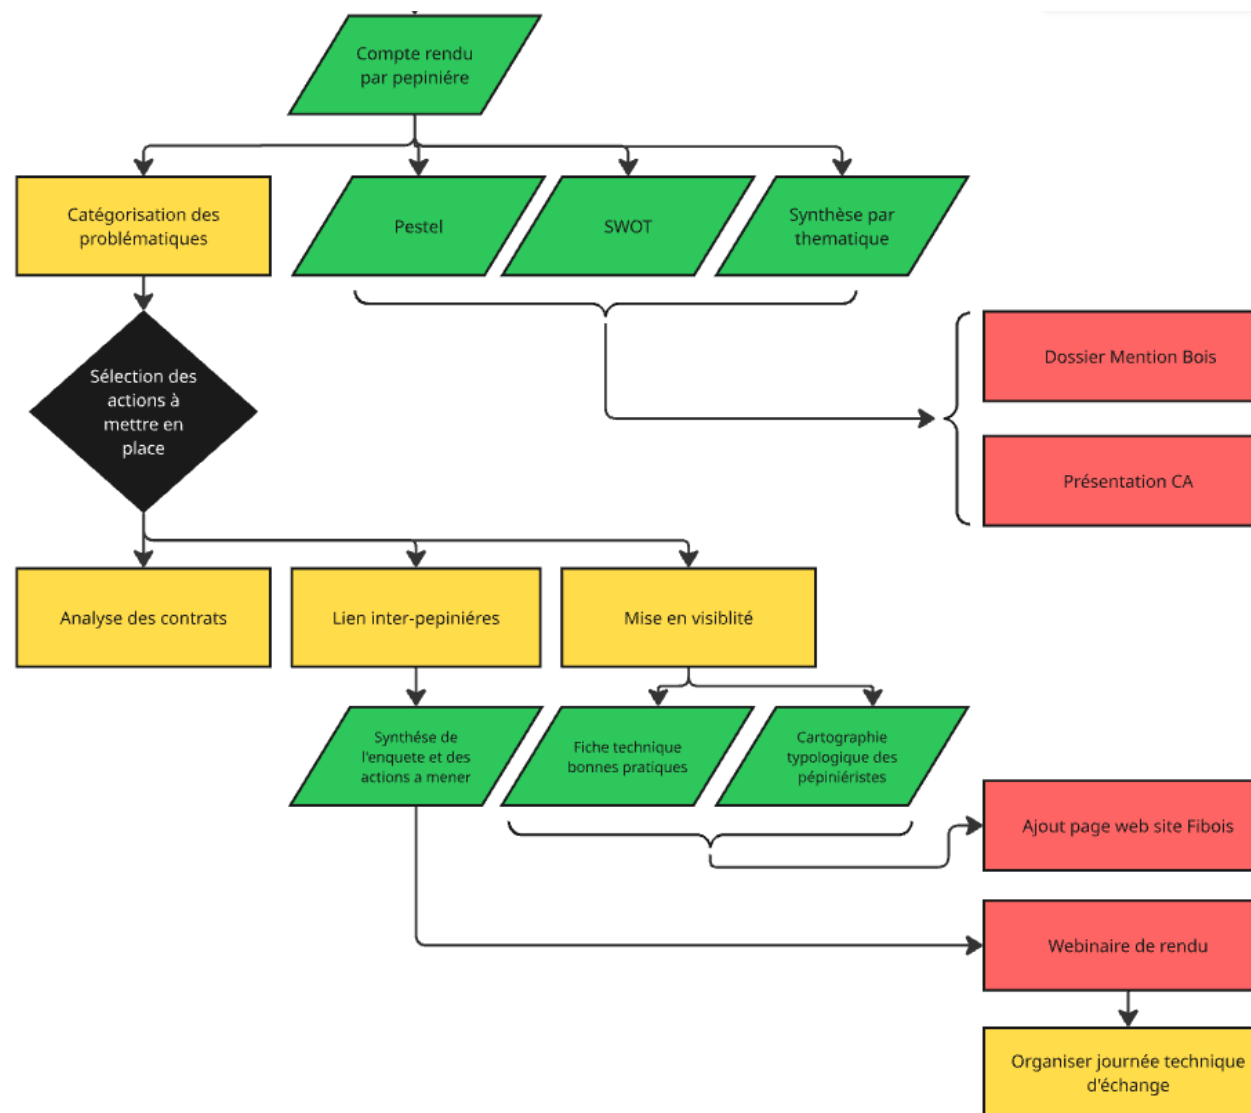 Compte rendu
par pepiniére
Catégorisation des
problématiques
Pestel
SWOT
Synthèse par
thematique
Dossier Mention Bois
Sélection des
actions à
mettre en
place
Présentation CA
Analyse des contrats
Lien inter-pepiniéres
Mise en visiblité
Synthése de
l'enquete et des
actions a mener
Fiche technique
bonnes pratiques
Cartographie
typologique des
pépiniéristes
Ajout page web site Fibois
Webinaire de rendu
Organiser journée technique
d'échange